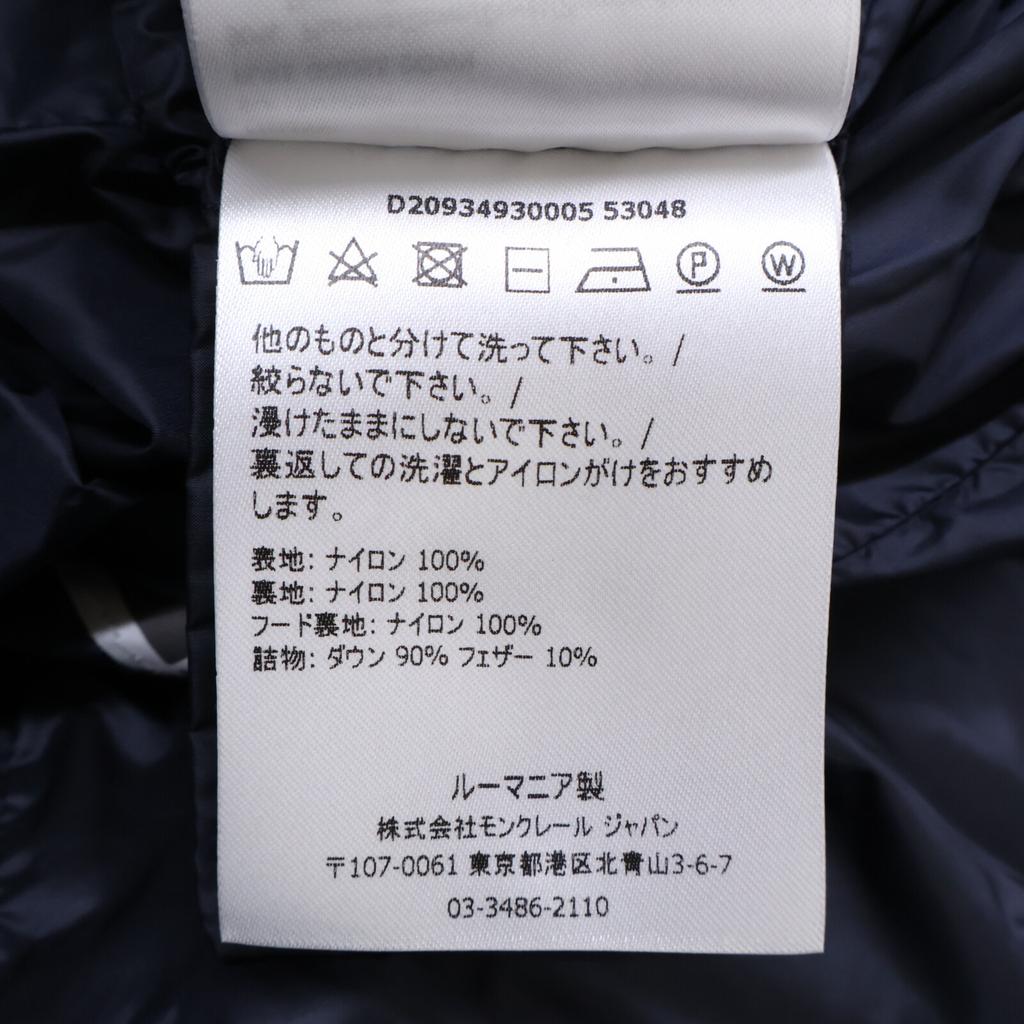 D20934930005 53048
P W
他のものと分けて洗って下さい。/
絞らないで下さい。/
浸けたままにしないで下さい。/
裏返しての洗濯とアイロンがけをおすすめ
します。
表地: ナイロン 100%
裏地: ナイロン 100%
フード裏地: ナイロン 100%
詰物: ダウン 90% フェザー 10%
ルーマニア製
株式会社モンクレール ジャパン
〒107-0061 東京都港区北青山3-6-7
03-3486-2110